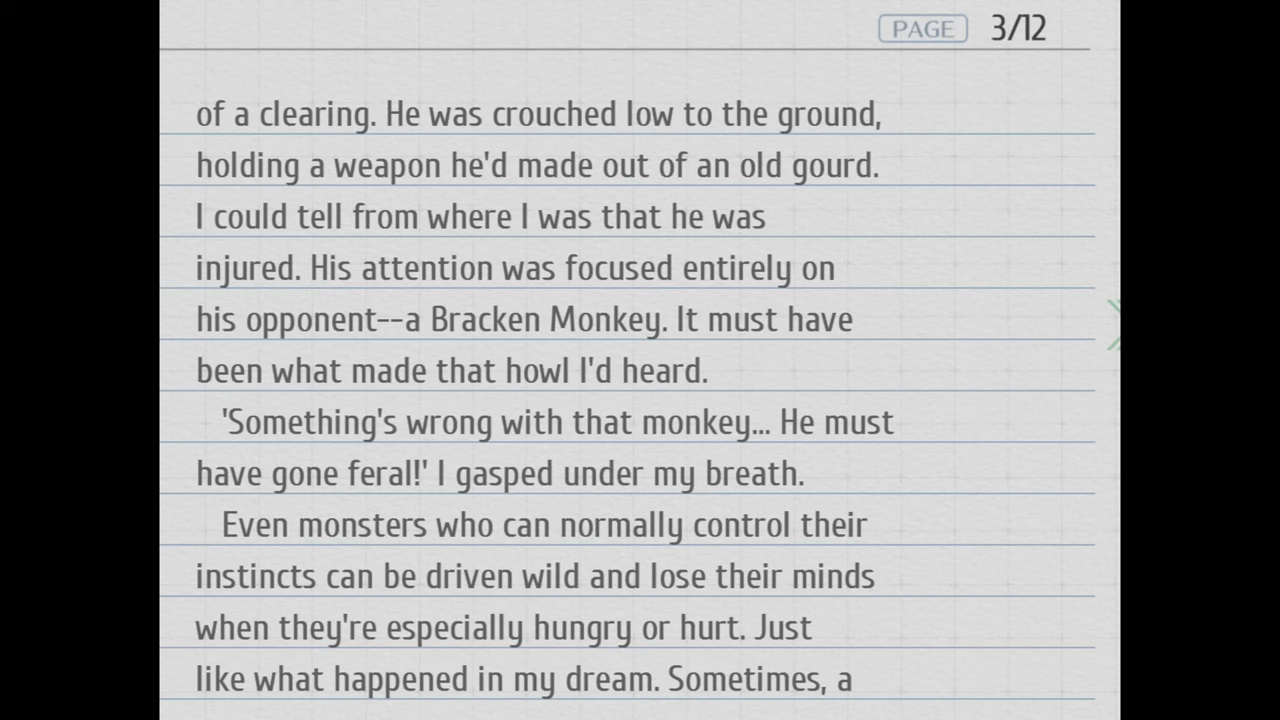 PAGE 3/12
of a clearing. He was crouched low to the ground,
holding a weapon he'd made out of an old gourd.
I could tell from where I was that he was
injured. His attention was focused entirely on
his opponent--a Bracken Monkey. It must have
been what made that howl I'd heard.
'Something's wrong with that monkey... He must
have gone feral!' I gasped under my breath.
Even monsters who can normally control their
instincts can be driven wild and lose their minds
when they're especially hungry or hurt. Just
like what happened in my dream. Sometimes, a